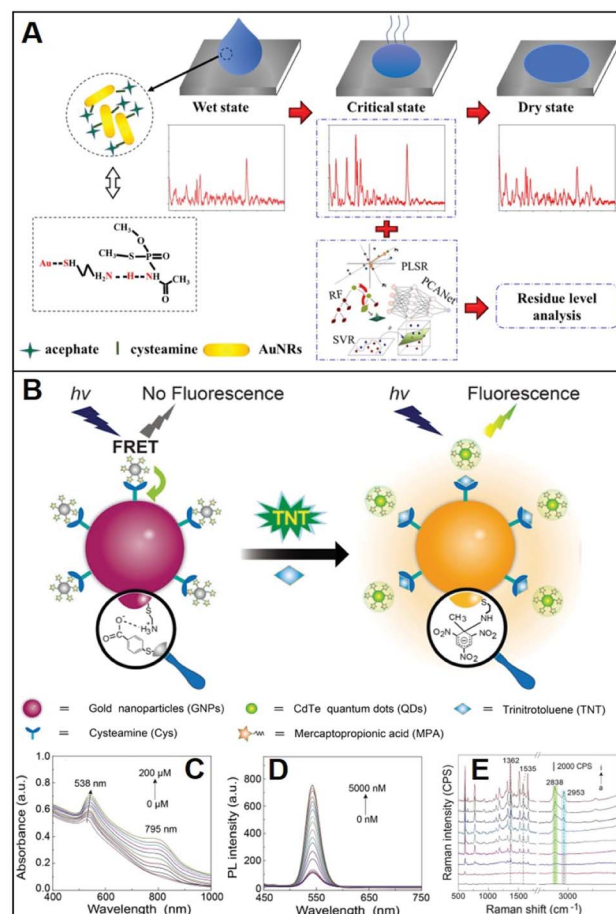 A
Wet state
Critical state
Dry state
CH₃
O
CH₃
S
P
O
Au
SH
H₂N
H
NH
CH₃
O
PLSR
RF
PCANet
SVR
Residue level
analysis
acephate
cysteamine
AuNRs
B
hv
No Fluorescence
FRET
hv
Fluorescence
TNT
S
O⁻
H₃N
O
S
S
CH₃
NH
O₂N
NO₂
NO₂
= Gold nanoparticles (GNPs)
= CdTe quantum dots (QDs)
= Trinitrotoluene (TNT)
= Cysteamine (Cys)
= Mercaptopropionic acid (MPA)
C
538 nm
200 μM
0 μM
795 nm
Absorbance (a.u.)
1.0
0.8
0.6
0.4
0.2
0.0
400
600
800
1000
Wavelength (nm)
D
5000 nM
0 nM
PL intensity (a.u.)
800
600
400
200
0
450
550
650
750
Wavelength (nm)
E
1362
1535
2000 CPS
2838
2953
i
a
Raman intensity (CPS)
500
1000
1500
3000
Raman shift (cm⁻¹)